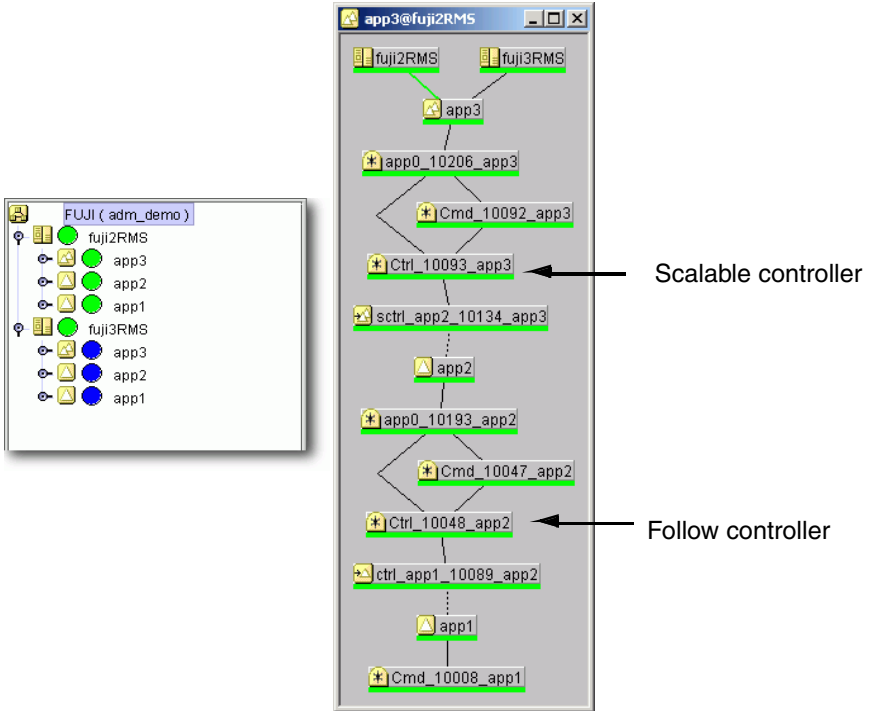 FUJI ( adm_demo )
fuji2RMS
app3
app2
app1
fuji3RMS
app3
app2
app1
app3@fuji2RMS
fuji2RMS fuji3RMS
app3
app0_10206_app3
Cmd_10092_app3
Ctrl_10093_app3
Scalable controller
sctrl_app2_10134_app3
app2
app0_10193_app2
Cmd_10047_app2
Ctrl_10048_app2
Follow controller
ctrl_app1_10089_app2
app1
Cmd_10008_app1